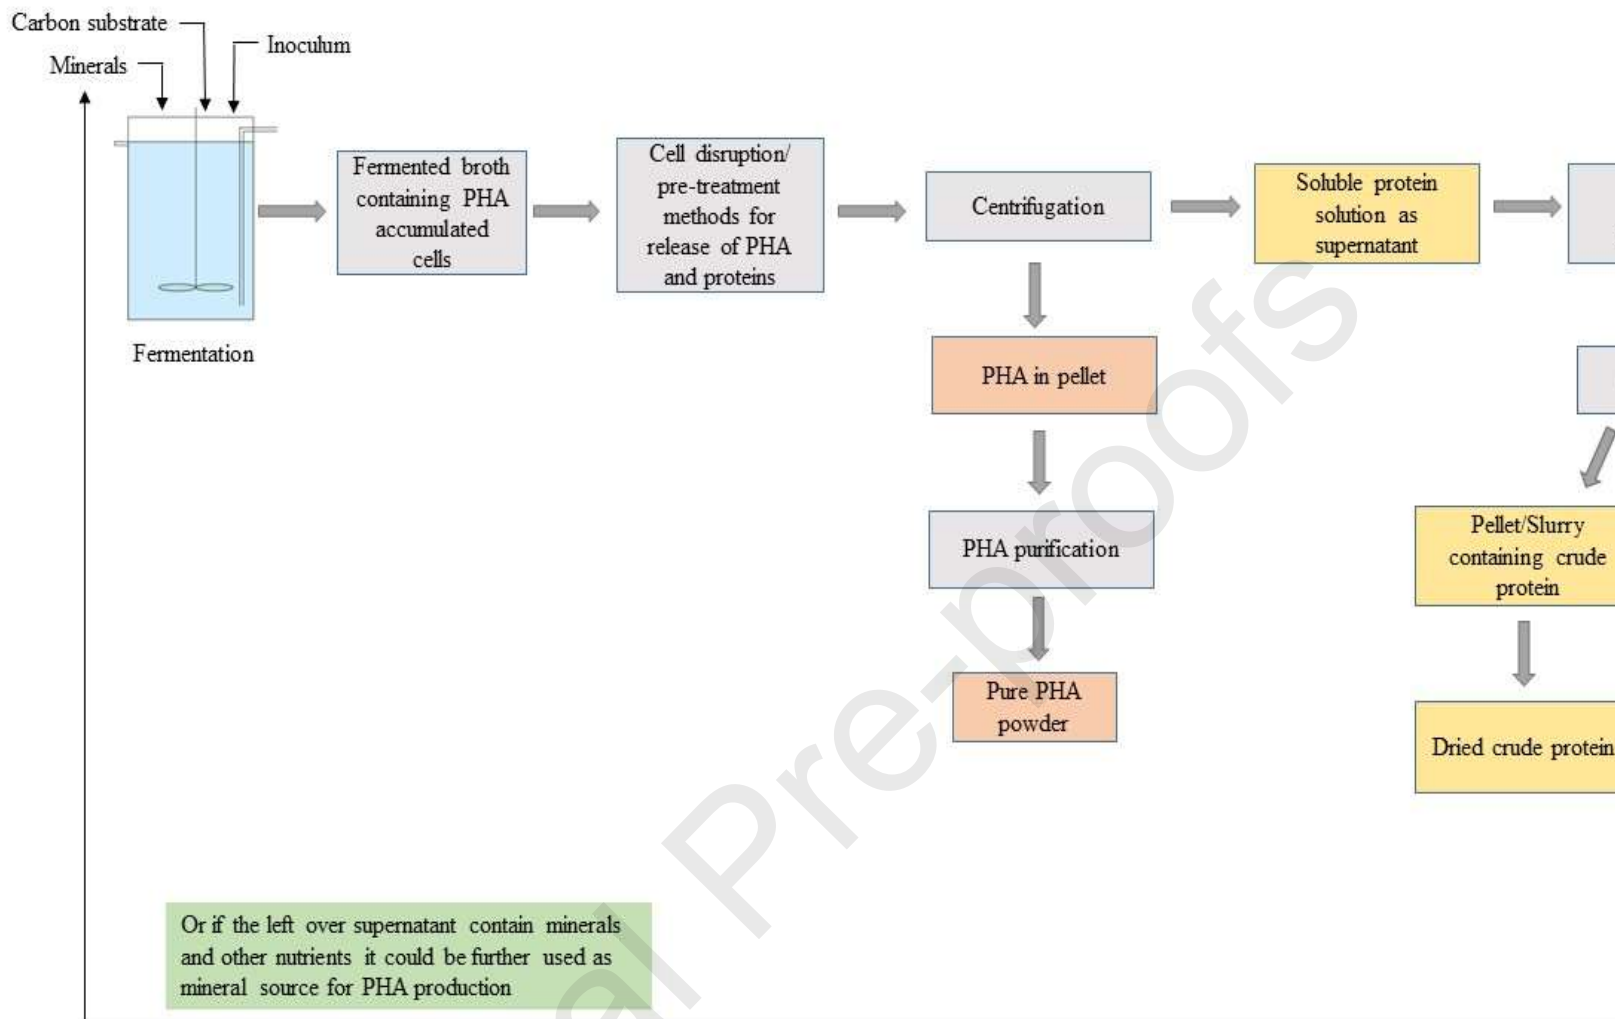 Carbon substrate
Inoculum
Minerals
Fermentation
Fermented broth
containing PHA
accumulated
cells
Cell disruption/
pre-treatment
methods for
release of PHA
and proteins
Centrifugation
Soluble protein
solution as
supernatant
PHA in pellet
PHA purification
Pure PHA
powder
Pellet/Slurry
containing crude
protein
Dried crude protein
Or if the left over supernatant contain minerals
and other nutrients it could be further used as
mineral source for PHA production
al Pre-proofs